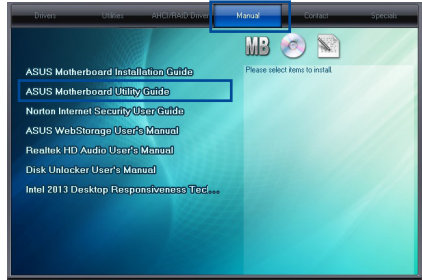 Drivers Utilities AHCI/RAID Driver Manual Contact Specials
MB
Please select items to install.
ASUS Motherboard Installation Guide
ASUS Motherboard Utility Guide
Norton Internet Security User Guide
ASUS WebStorage User's Manual
Realtek HD Audio User's Manual
Disk Unlocker User's Manual
Intel 2013 Desktop Responsiveness Tecl...